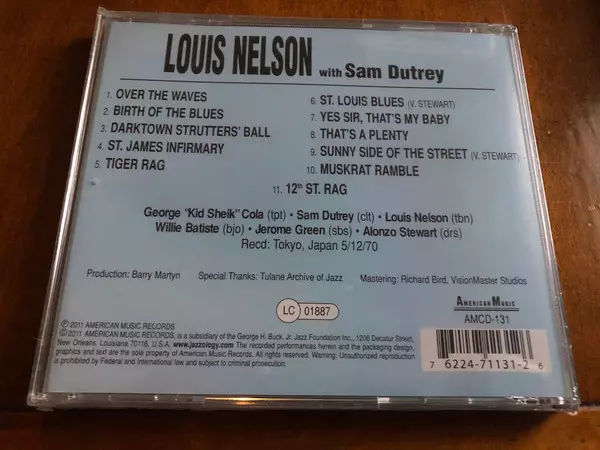 LOUIS NELSON with Sam Dutrey
1. OVER THE WAVES
2. BIRTH OF THE BLUES
3. DARKTOWN STRUTTERS' BALL
4. ST. JAMES INFIRMARY
5. TIGER RAG
6. ST. LOUIS BLUES (V. STEWART)
7. YES SIR, THAT'S MY BABY
8. THAT'S A PLENTY
9. SUNNY SIDE OF THE STREET (V. STEWART)
10. MUSKRAT RAMBLE
11. 12th ST. RAG
George "Kid Sheik" Cola (tpt) • Sam Dutrey (clt) • Louis Nelson (tbn)
Willie Batiste (bjo) • Jerome Green (sbs) • Alonzo Stewart (drs)
Recd: Tokyo, Japan 5/12/70
Production: Barry Martyn Special Thanks: Tulane Archive of Jazz Mastering: Richard Bird, VisionMaster Studios
LC 01887
AMERICAN MUSIC
AMCD-131
℗ 2011 AMERICAN MUSIC RECORDS
© 2011 AMERICAN MUSIC RECORDS; is a subsidiary of the George H. Buck, Jr. Jazz Foundation Inc., 1206 Decatur Street,
New Orleans, Louisiana 70116, U.S.A. www.jazzology.com The recorded performances herein and the packaging design,
graphics and text are the sole property of American Music Records. All rights reserved. Warning: Unauthorized reproduction
is prohibited by Federal and International law and subject to criminal prosecution.
7 62247-11131-2 6